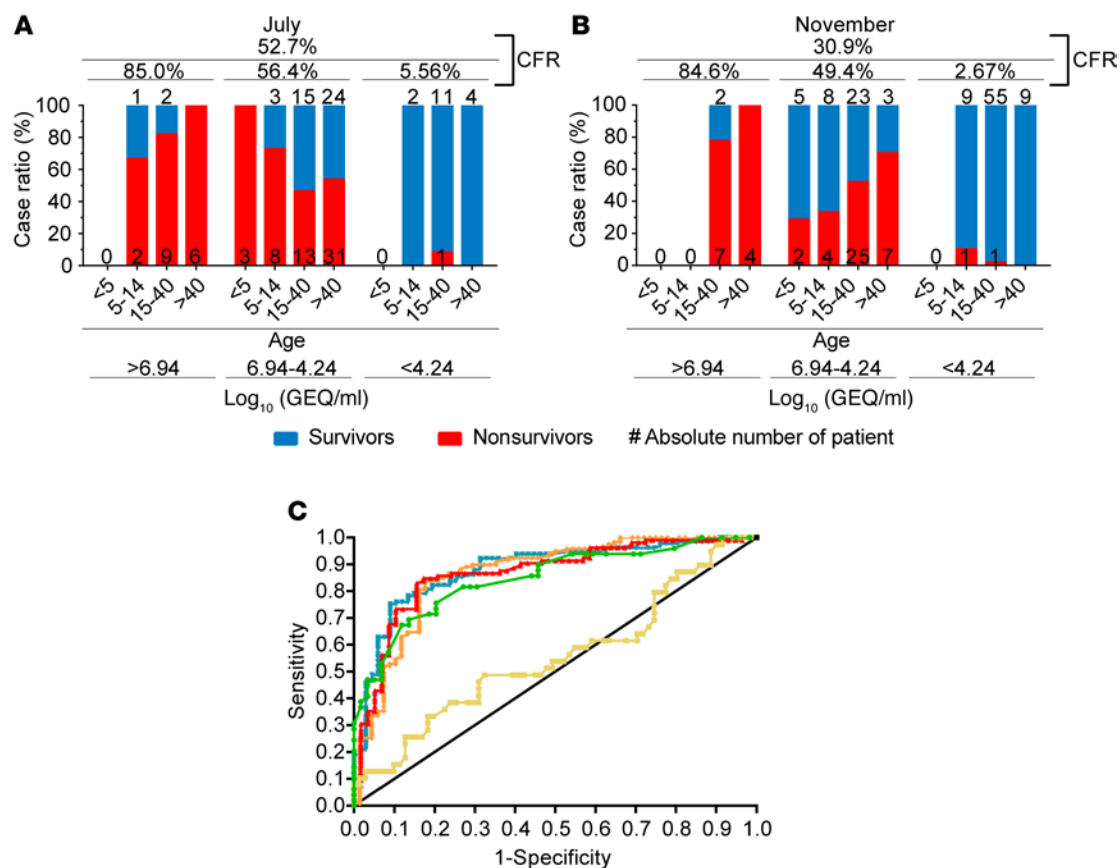 A
July
52.7%
85.0% 56.4% 5.56%
CFR
1 2 3 15 24 2 11 4
Case ratio (%)
100
80
60
40
20
0
0 2 9 6 3 8 13 31 0 1
<5 5-14 15-40 >40 <5 5-14 15-40 >40 <5 5-14 15-40 >40
Age
>6.94 6.94-4.24 <4.24
Log10 (GEQ/ml)
B
November
30.9%
84.6% 49.4% 2.67%
CFR
2 5 8 23 3 9 55 9
Case ratio (%)
100
80
60
40
20
0
0 0 7 4 2 4 25 7 0 1 1
<5 5-14 15-40 >40 <5 5-14 15-40 >40 <5 5-14 15-40 >40
Age
>6.94 6.94-4.24 <4.24
Log10 (GEQ/ml)
Survivors Nonsurvivors # Absolute number of patient
C
Sensitivity
1.0
0.9
0.8
0.7
0.6
0.5
0.4
0.3
0.2
0.1
0.0
0.0 0.1 0.2 0.3 0.4 0.5 0.6 0.7 0.8 0.9 1.0
1-Specificity